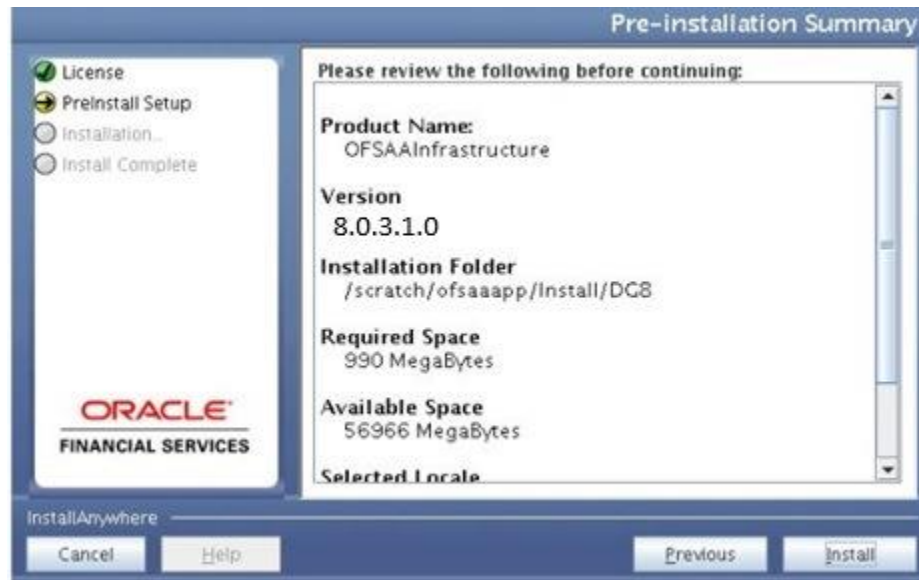 Pre-installation Summary
License
PreInstall Setup
Installation...
Install Complete
ORACLE
FINANCIAL SERVICES
Please review the following before continuing:
Product Name:
OFSAAInfrastructure
Version
8.0.3.1.0
Installation Folder
/scratch/ofsaaapp/Install/DG8
Required Space
990 MegaBytes
Available Space
56966 MegaBytes
Selected Locale
InstallAnywhere
Cancel
Help
Previous
Install